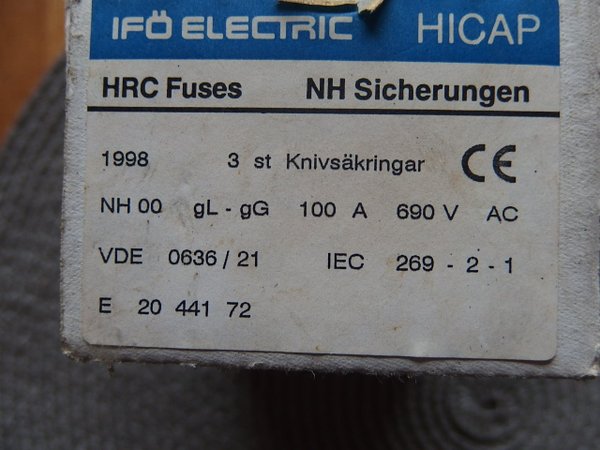 IFÖ ELECTRIC HICAP
HRC Fuses NH Sicherungen
1998 3 st Knivsäkringar CE
NH 00 gL - gG 100 A 690 V AC
VDE 0636 / 21 IEC 269 - 2 - 1
E 20 441 72